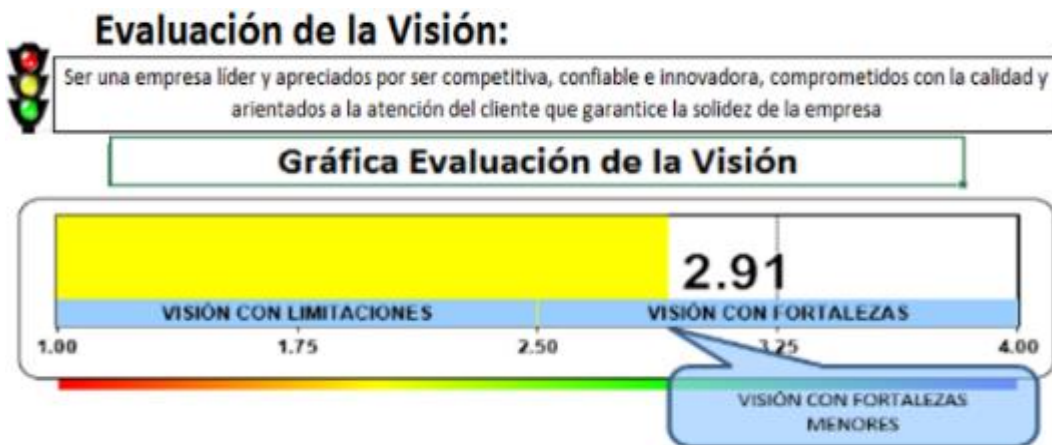 Evaluación de la Visión:
Ser una empresa líder y apreciados por ser competitiva, confiable e innovadora, comprometidos con la calidad y
arientados a la atención del cliente que garantice la solidez de la empresa
Gráfica Evaluación de la Visión
2.91
VISIÓN CON LIMITACIONES VISIÓN CON FORTALEZAS
1.00 1.75 2.50 3.25 4.00
VISIÓN CON FORTALEZAS
MENORES